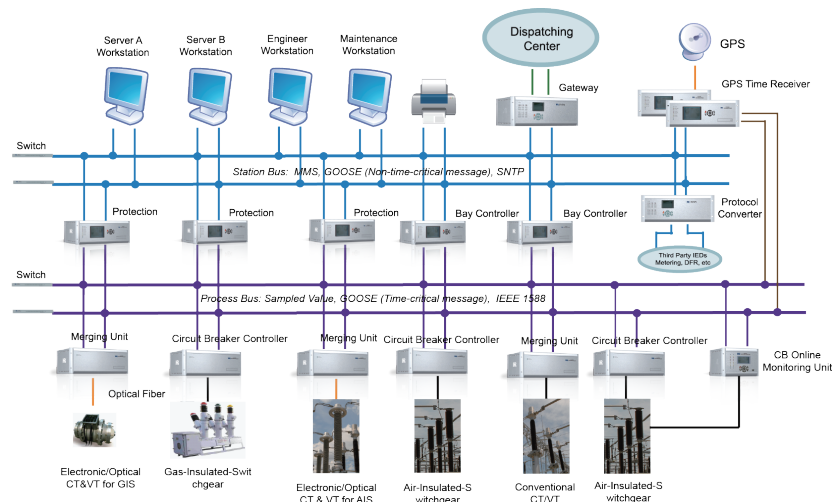 Server A
Workstation
Server B
Workstation
Engineer
Workstation
Maintenance
Workstation
Dispatching
Center
Gateway
GPS
GPS Time Receiver
Switch
Station Bus: MMS, GOOSE (Non-time-critical message), SNTP
Protection
Protection
Protection
Bay Controller
Bay Controller
Protocol
Converter
Third Party IEDs
Metering, DFR, etc
Switch
Process Bus: Sampled Value, GOOSE (Time-critical message), IEEE 1588
Merging Unit
Circuit Breaker Controller
Merging Unit
Circuit Breaker Controller
Merging Unit
Circuit Breaker Controller
CB Online
Monitoring Unit
Optical Fiber
Electronic/Optical
CT&VT for GIS
Gas-Insulated-Swit
chgear
Electronic/Optical
CT & VT for AIS
Air-Insulated-S
witchgear
Conventional
CT/VT
Air-Insulated-S
witchgear